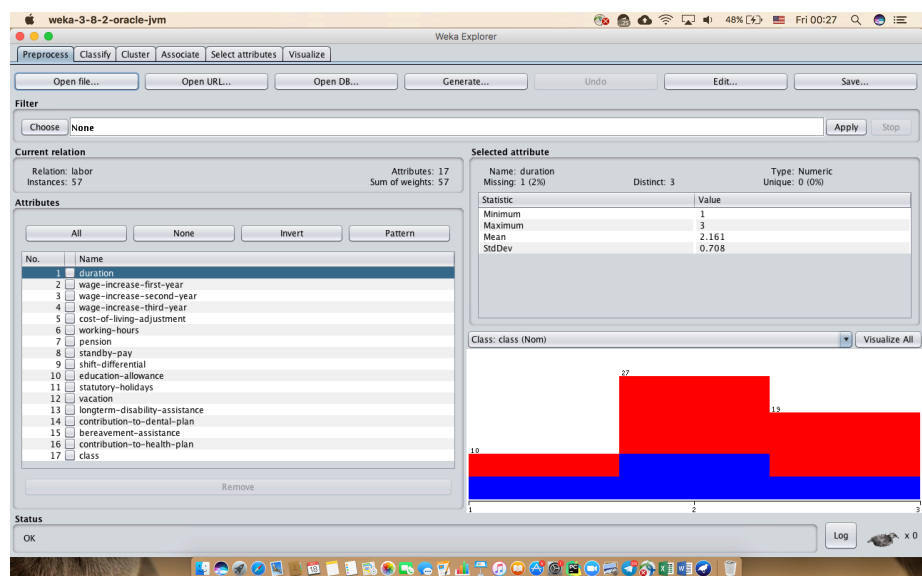 weka-3-8-2-oracle-jvm 48% Fri 00:27
Weka Explorer
Preprocess Classify Cluster Associate Select attributes Visualize
Open file... Open URL... Open DB... Generate... Undo Edit... Save...
Filter
Choose None Apply Stop
Current relation
Relation: labor Attributes: 17
Instances: 57 Sum of weights: 57
Attributes
All None Invert Pattern
No. Name
1 duration
2 wage-increase-first-year
3 wage-increase-second-year
4 wage-increase-third-year
5 cost-of-living-adjustment
6 working-hours
7 pension
8 standby-pay
9 shift-differential
10 education-allowance
11 statutory-holidays
12 vacation
13 longterm-disability-assistance
14 contribution-to-dental-plan
15 bereavement-assistance
16 contribution-to-health-plan
17 class
Remove
Selected attribute
Name: duration Type: Numeric
Missing: 1 (2%) Distinct: 3 Unique: 0 (0%)
Statistic Value
Minimum 1
Maximum 3
Mean 2.161
StdDev 0.708
Class: class (Nom) Visualize All
27
19
10
1 2 3
Status
OK Log x 0
18